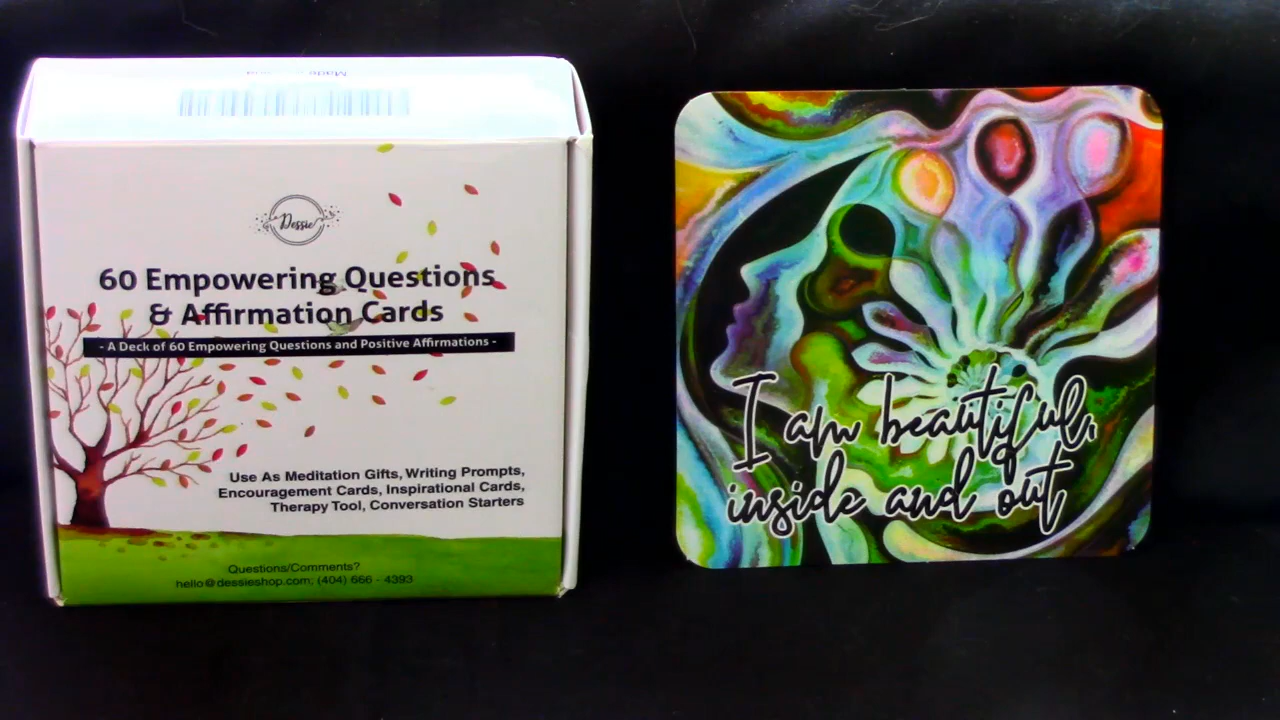 Dessie
60 Empowering Questions
& Affirmation Cards
- A Deck of 60 Empowering Questions and Positive Affirmations -
Use As Meditation Gifts, Writing Prompts,
Encouragement Cards, Inspirational Cards,
Therapy Tool, Conversation Starters
Questions/Comments?
hello@dessieshop.com; (404) 666 - 4393
I am beautiful,
inside and out